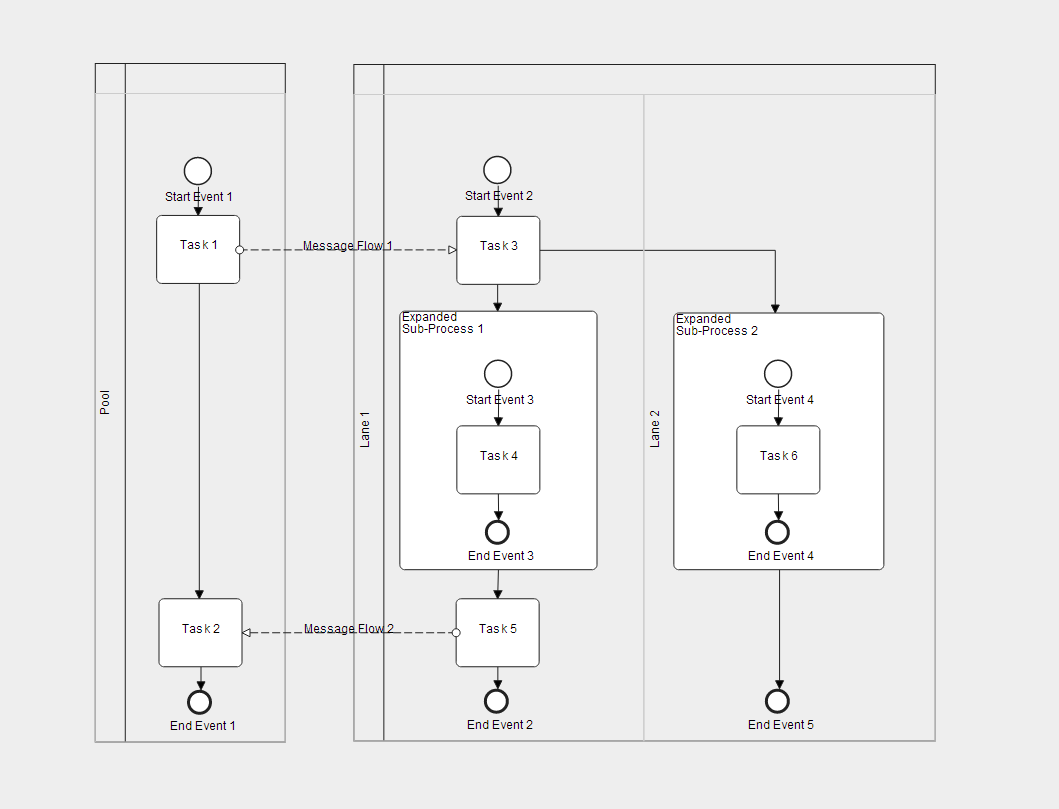 Pool
Start Event 1
Task 1
Task 2
End Event 1
Message Flow 1
Message Flow 2
Lane 1
Start Event 2
Task 3
Expanded
Sub-Process 1
Start Event 3
Task 4
End Event 3
Task 5
End Event 2
Lane 2
Expanded
Sub-Process 2
Start Event 4
Task 6
End Event 4
End Event 5